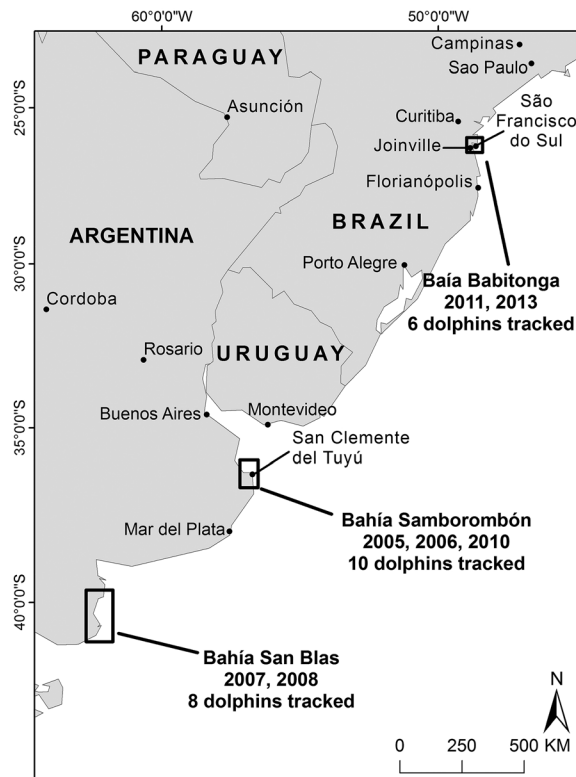 60°0'0"W
50°0'0"W
PARAGUAY
Campinas
Sao Paulo
Asunción
25°0'0"S
Curitiba
São
Francisco
do Sul
Joinville
Florianópolis
BRAZIL
ARGENTINA
30°0'0"S
Porto Alegre
Baía Babitonga
2011, 2013
6 dolphins tracked
Cordoba
Rosario
URUGUAY
Buenos Aires
Montevideo
35°0'0"S
San Clemente
del Tuyú
Bahía Samborombón
2005, 2006, 2010
10 dolphins tracked
Mar del Plata
40°0'0"S
Bahía San Blas
2007, 2008
8 dolphins tracked
N
0 250 500 KM